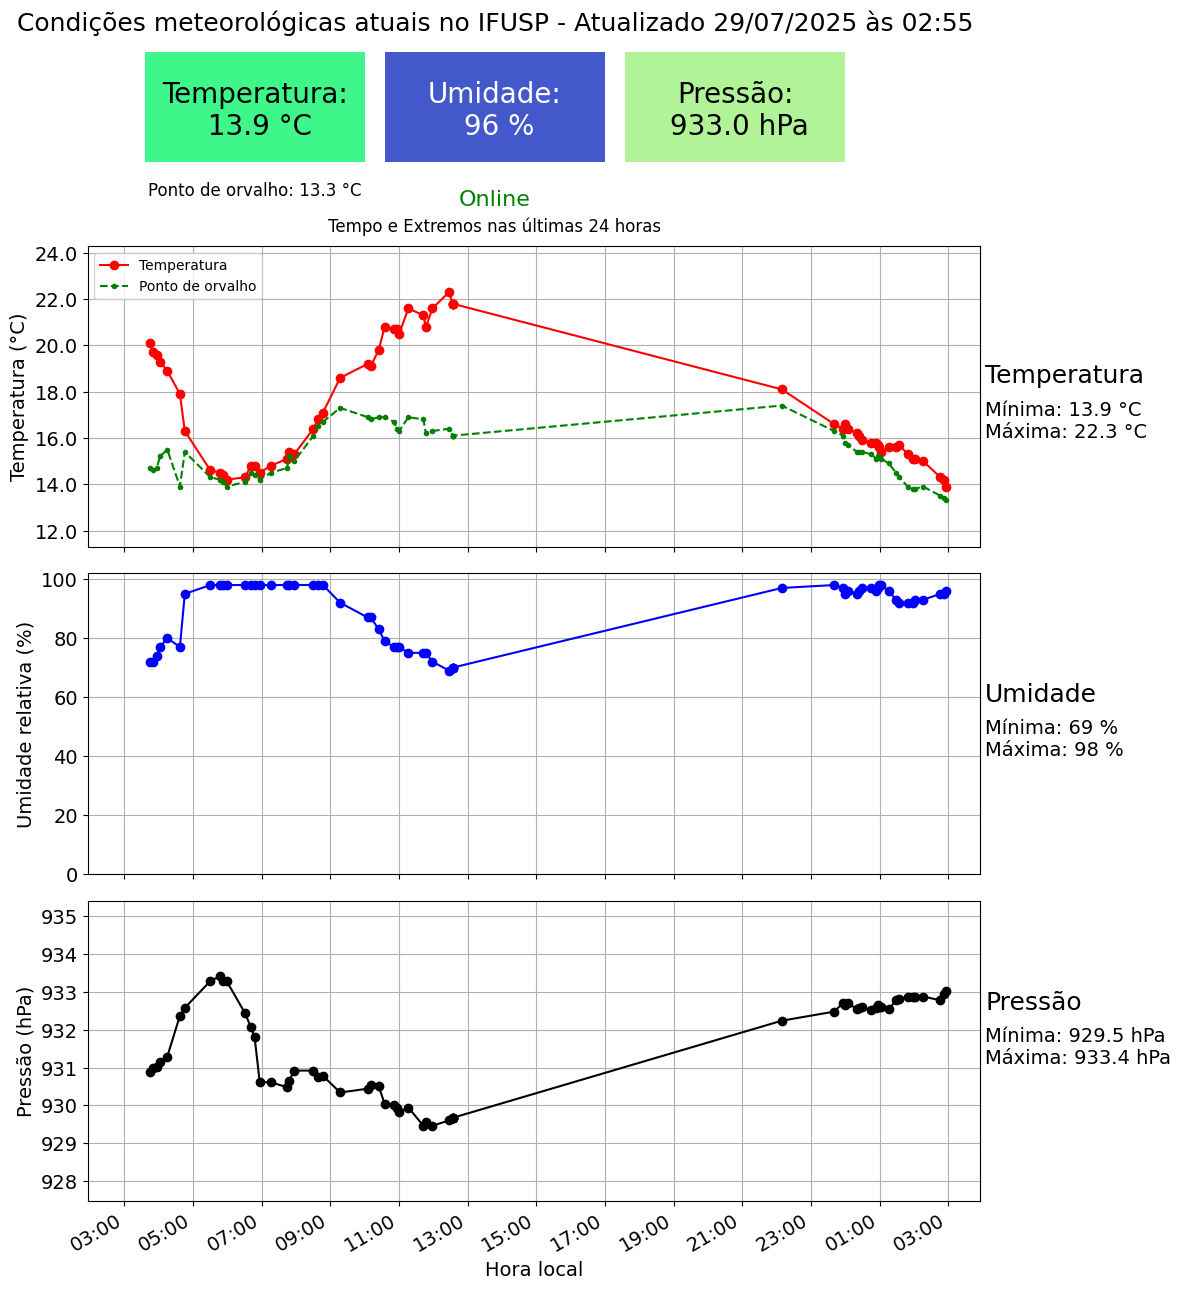 Condições meteorológicas atuais no IFUSP - Atualizado 29/07/2025 às 02:55
Temperatura:
13.9 °C
Umidade:
96 %
Pressão:
933.0 hPa
Ponto de orvalho: 13.3 °C
Online
Tempo e Extremos nas últimas 24 horas
Temperatura
Ponto de orvalho
Temperatura (°C)
24.0
22.0
20.0
18.0
16.0
14.0
12.0
Temperatura
Mínima: 13.9 °C
Máxima: 22.3 °C
Umidade relativa (%)
100
80
60
40
20
0
Umidade
Mínima: 69 %
Máxima: 98 %
Pressão (hPa)
935
934
933
932
931
930
929
928
Pressão
Mínima: 929.5 hPa
Máxima: 933.4 hPa
03:00
05:00
07:00
09:00
11:00
13:00
15:00
17:00
19:00
21:00
23:00
01:00
03:00
Hora local